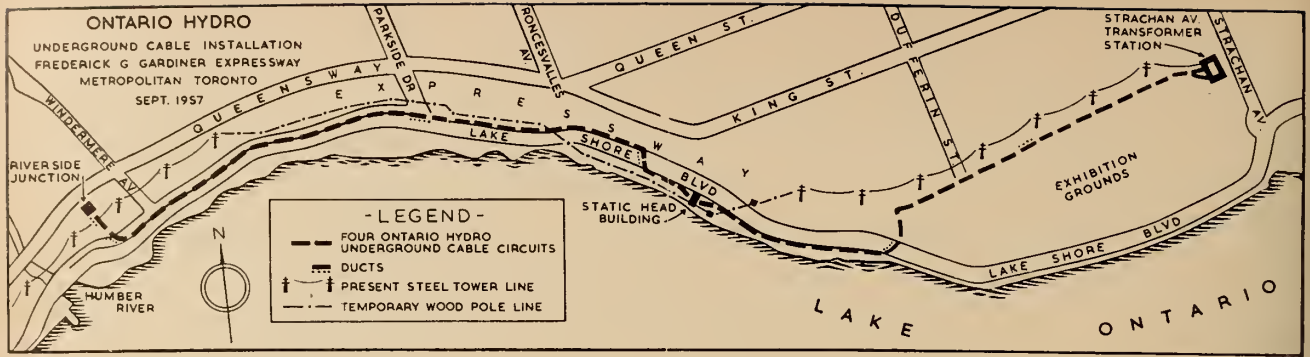 ONTARIO HYDRO
UNDERGROUND CABLE INSTALLATION
FREDERICK G GARDINER EXPRESSWAY
METROPOLITAN TORONTO
SEPT. 1957
WINDERMERE AV.
QUEENSWAY
EXPRESSWAY
PARKSIDE DR
RONCESVALLES
AV.
QUEEN ST.
KING ST.
DUFFERIN ST.
STRACHAN AV.
TRANSFORMER
STATION
STRACHAN AV.
RIVERSIDE
JUNCTION
LAKE SHORE BLVD
STATIC HEAD
BUILDING
EXHIBITION
GROUNDS
LAKE SHORE BLVD
HUMBER
RIVER
N
-LEGEND-
FOUR ONTARIO HYDRO
UNDERGROUND CABLE CIRCUITS
DUCTS
PRESENT STEEL TOWER LINE
TEMPORARY WOOD POLE LINE
LAKE ONTARIO